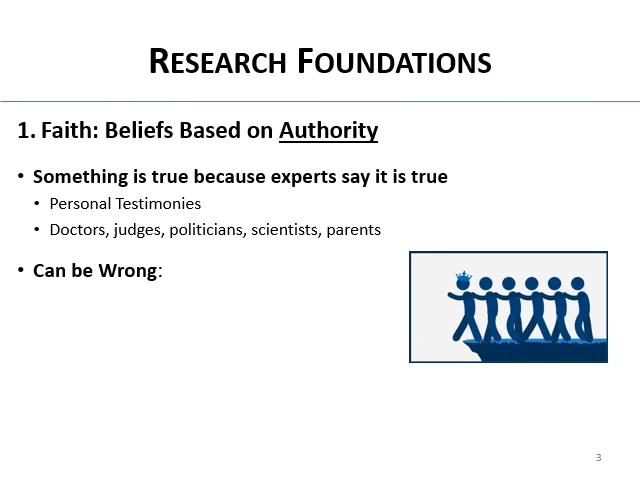 RESEARCH FOUNDATIONS
1. Faith: Beliefs Based on Authority
• Something is true because experts say it is true
• Personal Testimonies
• Doctors, judges, politicians, scientists, parents
• Can be Wrong:
3